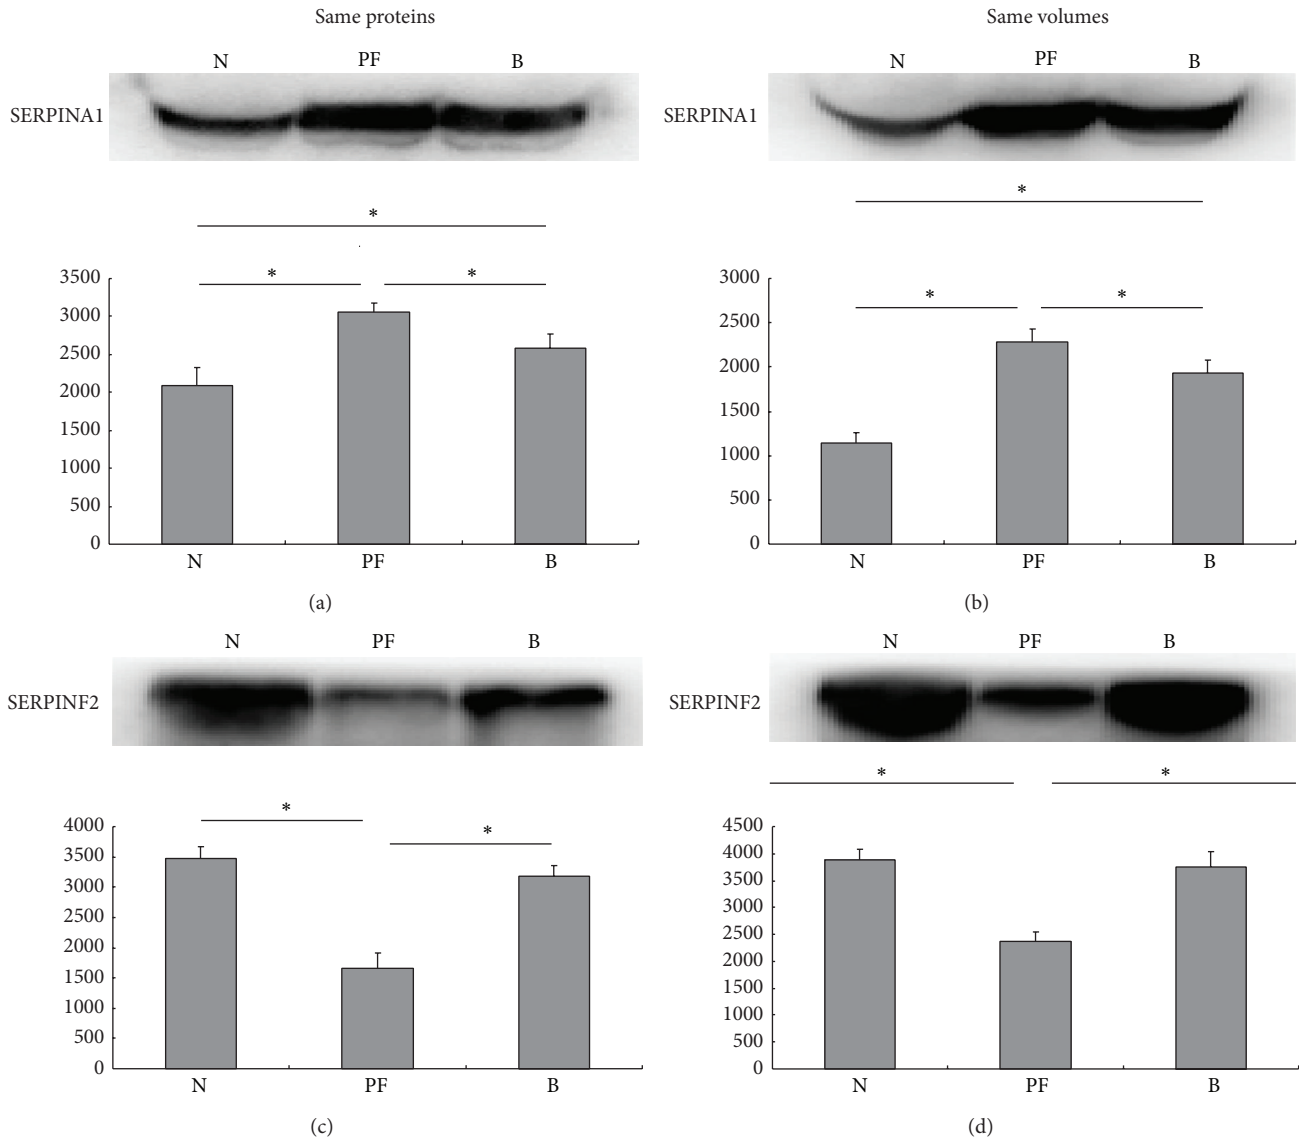 Same proteins
Same volumes
N PF B
SERPINA1
N PF B
SERPINA1
*
* *
3500
3000
2500
2000
1500
1000
500
0
N PF B
(a)
*
* *
3000
2500
2000
1500
1000
500
0
N PF B
(b)
N PF B
SERPINF2
N PF B
SERPINF2
*
*
4000
3500
3000
2500
2000
1500
1000
500
0
N PF B
(c)
* *
4500
4000
3500
3000
2500
2000
1500
1000
500
0
N PF B
(d)